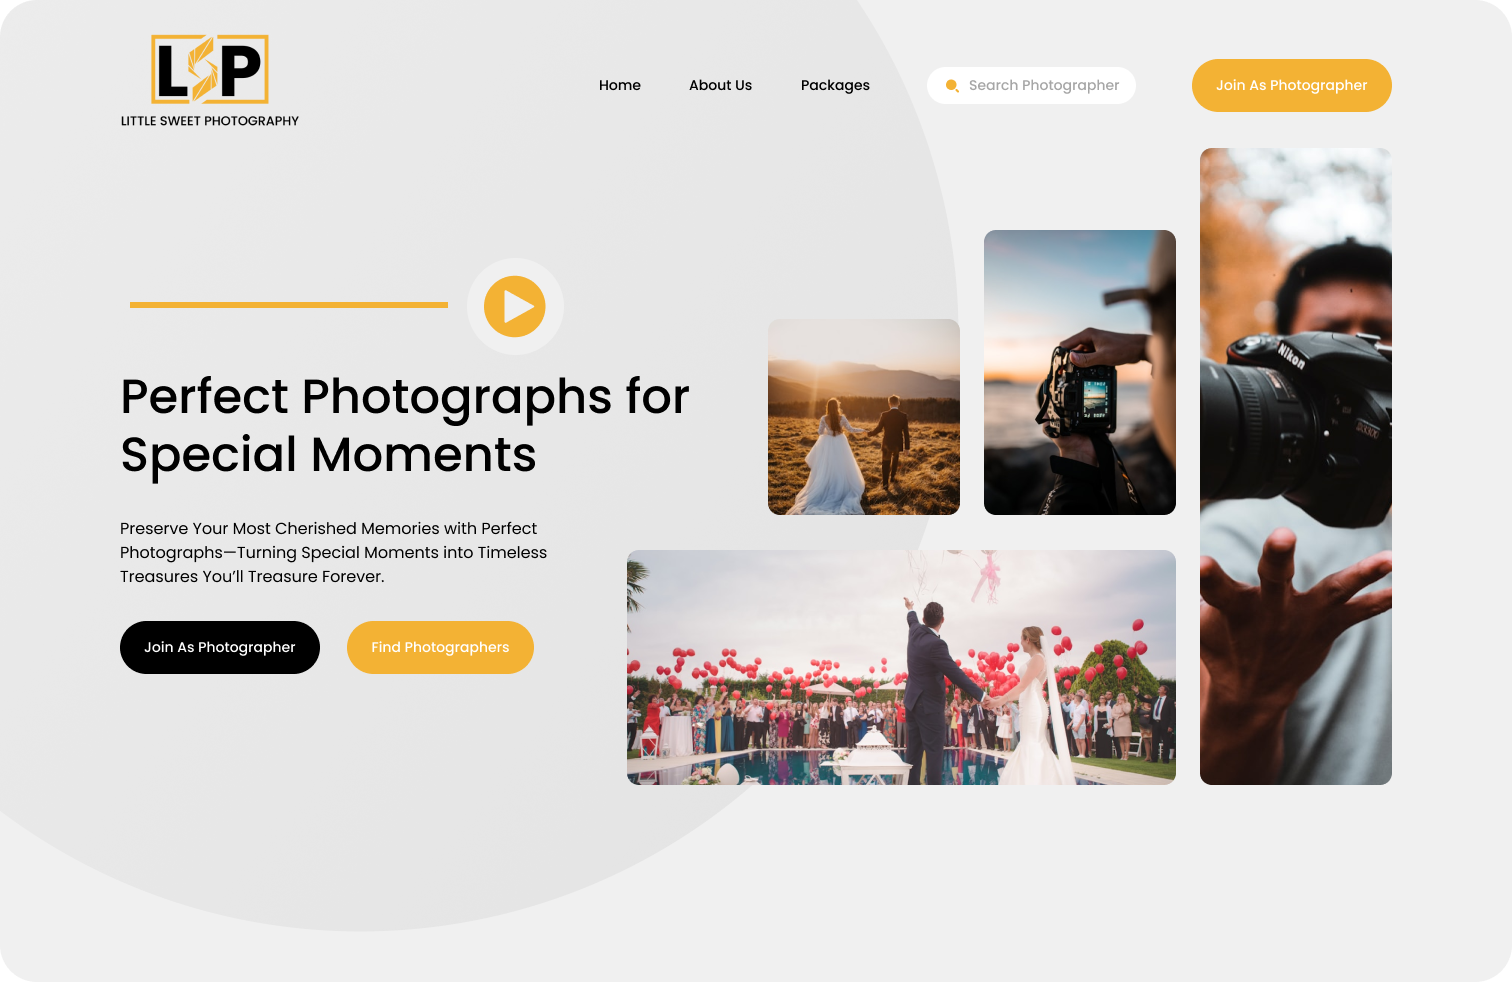 LSP
LITTLE SWEET PHOTOGRAPHY
Home
About Us
Packages
Search Photographer
Join As Photographer
Perfect Photographs for
Special Moments
Preserve Your Most Cherished Memories with Perfect
Photographs—Turning Special Moments into Timeless
Treasures You’ll Treasure Forever.
Join As Photographer
Find Photographers
Nikon